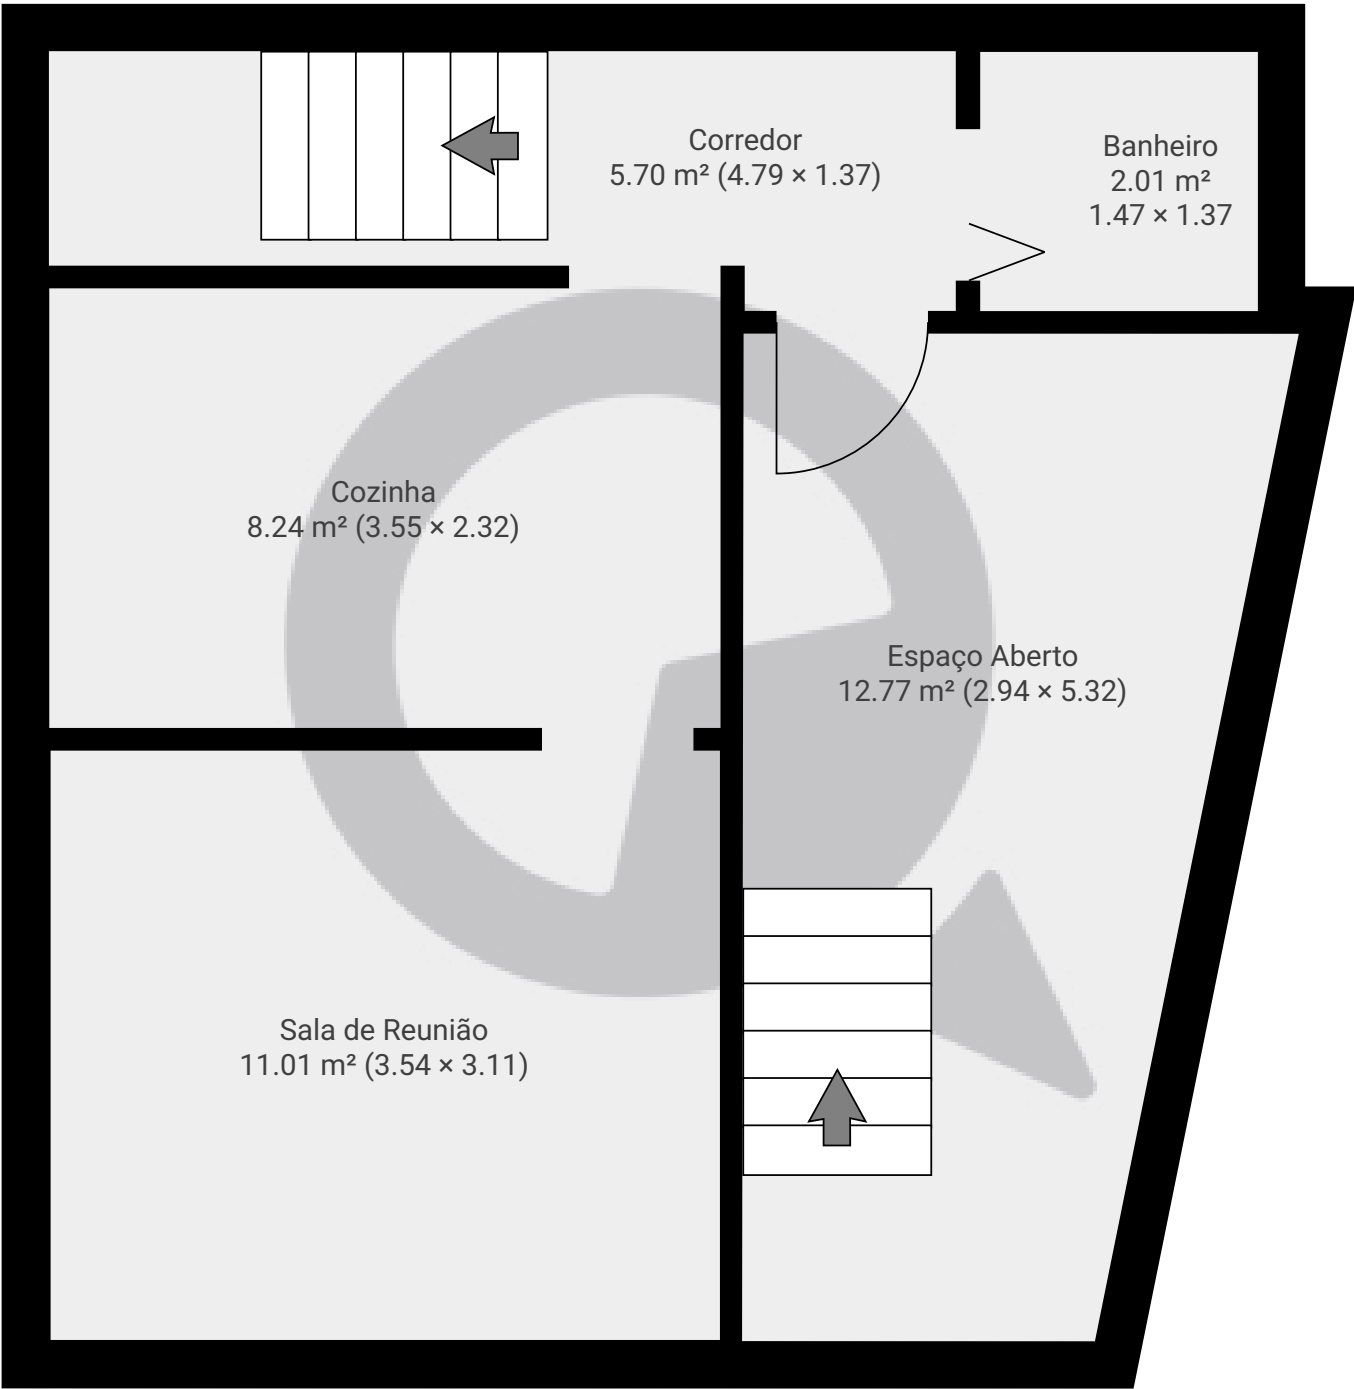 Corredor
5.70 m² (4.79 × 1.37)
Banheiro
2.01 m²
1.47 × 1.37
Cozinha
8.24 m² (3.55 × 2.32)
Espaço Aberto
12.77 m² (2.94 × 5.32)
Sala de Reunião
11.01 m² (3.54 × 3.11)